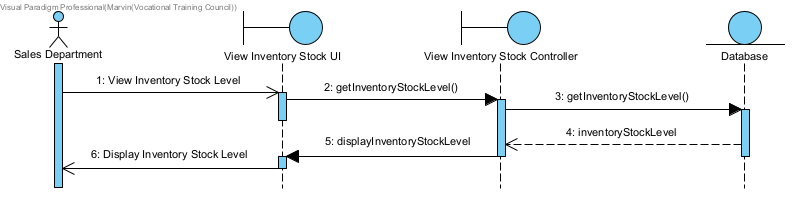 Visual Paradigm Professional(Marvin(Vocational Training Council))
Sales Department
View Inventory Stock UI
View Inventory Stock Controller
Database
1: View Inventory Stock Level
2: getInventoryStockLevel()
3: getInventoryStockLevel()
4: inventoryStockLevel
5: displayInventoryStockLevel
6: Display Inventory Stock Level